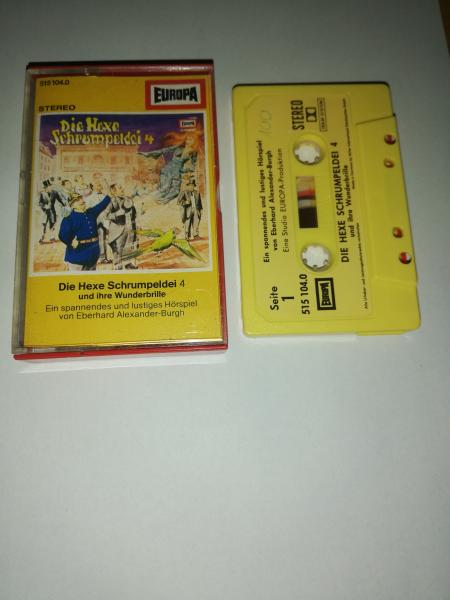 515 104.0
EUROPA
STEREO
Die Hexe
Schrumpeldei 4
EUROPA
Die Hexe Schrumpeldei 4
und ihre Wunderbrille
Ein spannendes und lustiges Hörspiel
von Eberhard Alexander-Burgh
Ein spannendes und lustiges Hörspiel
von Eberhard Alexander-Burgh
Eine Studio EUROPA-Produktion
STEREO
Seite
1
515 104.0
EUROPA
DIE HEXE SCHRUMPELDEI 4
und ihre Wunderbrille